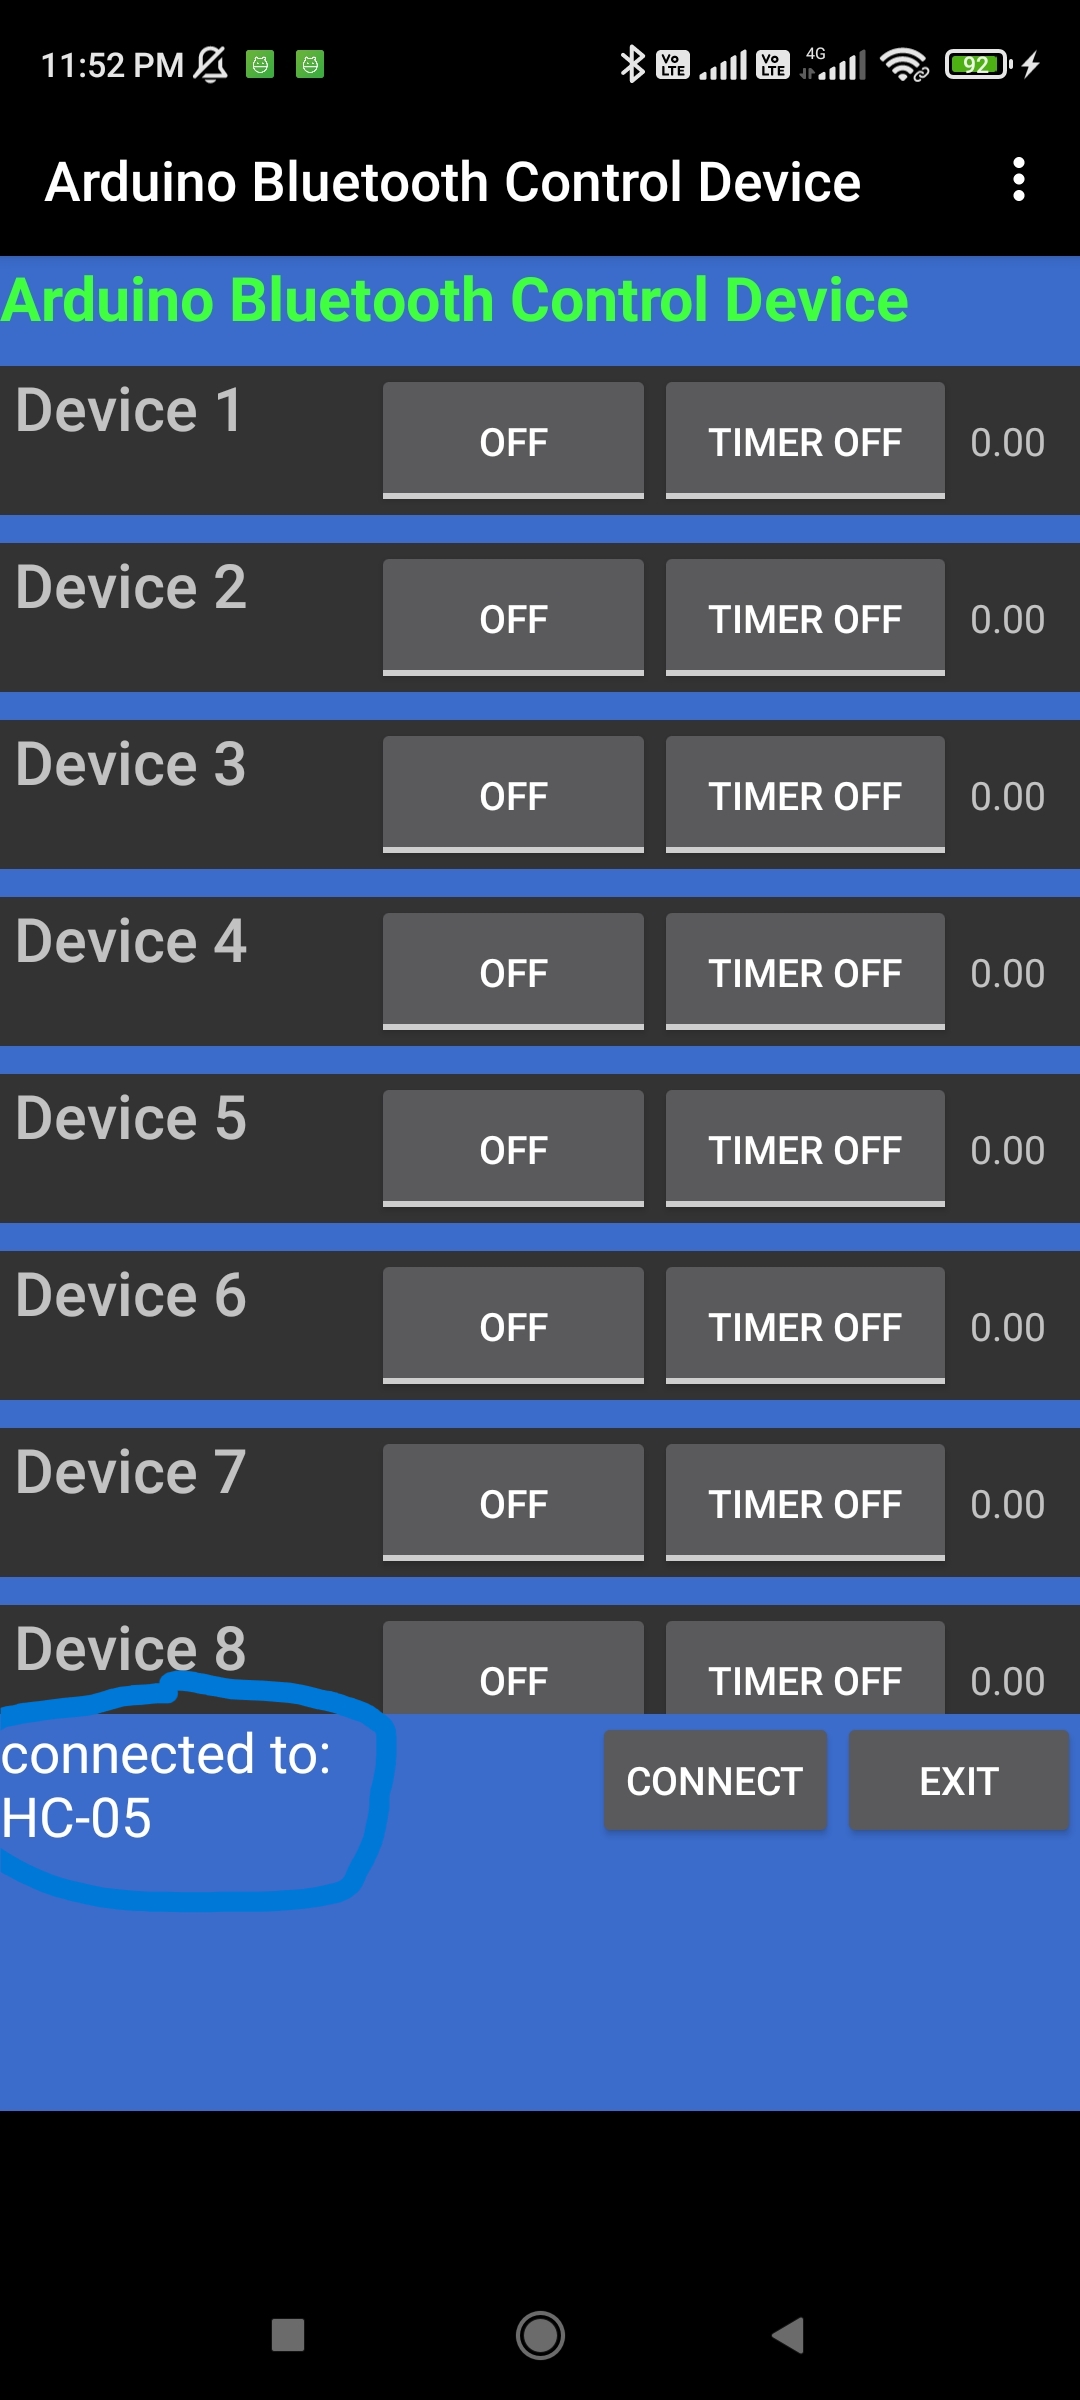 11:52 PM Vo LTE Vo LTE 4G 92
Arduino Bluetooth Control Device
Arduino Bluetooth Control Device
Device 1 OFF TIMER OFF 0.00
Device 2 OFF TIMER OFF 0.00
Device 3 OFF TIMER OFF 0.00
Device 4 OFF TIMER OFF 0.00
Device 5 OFF TIMER OFF 0.00
Device 6 OFF TIMER OFF 0.00
Device 7 OFF TIMER OFF 0.00
Device 8 OFF TIMER OFF 0.00
connected to:
HC-05
CONNECT EXIT